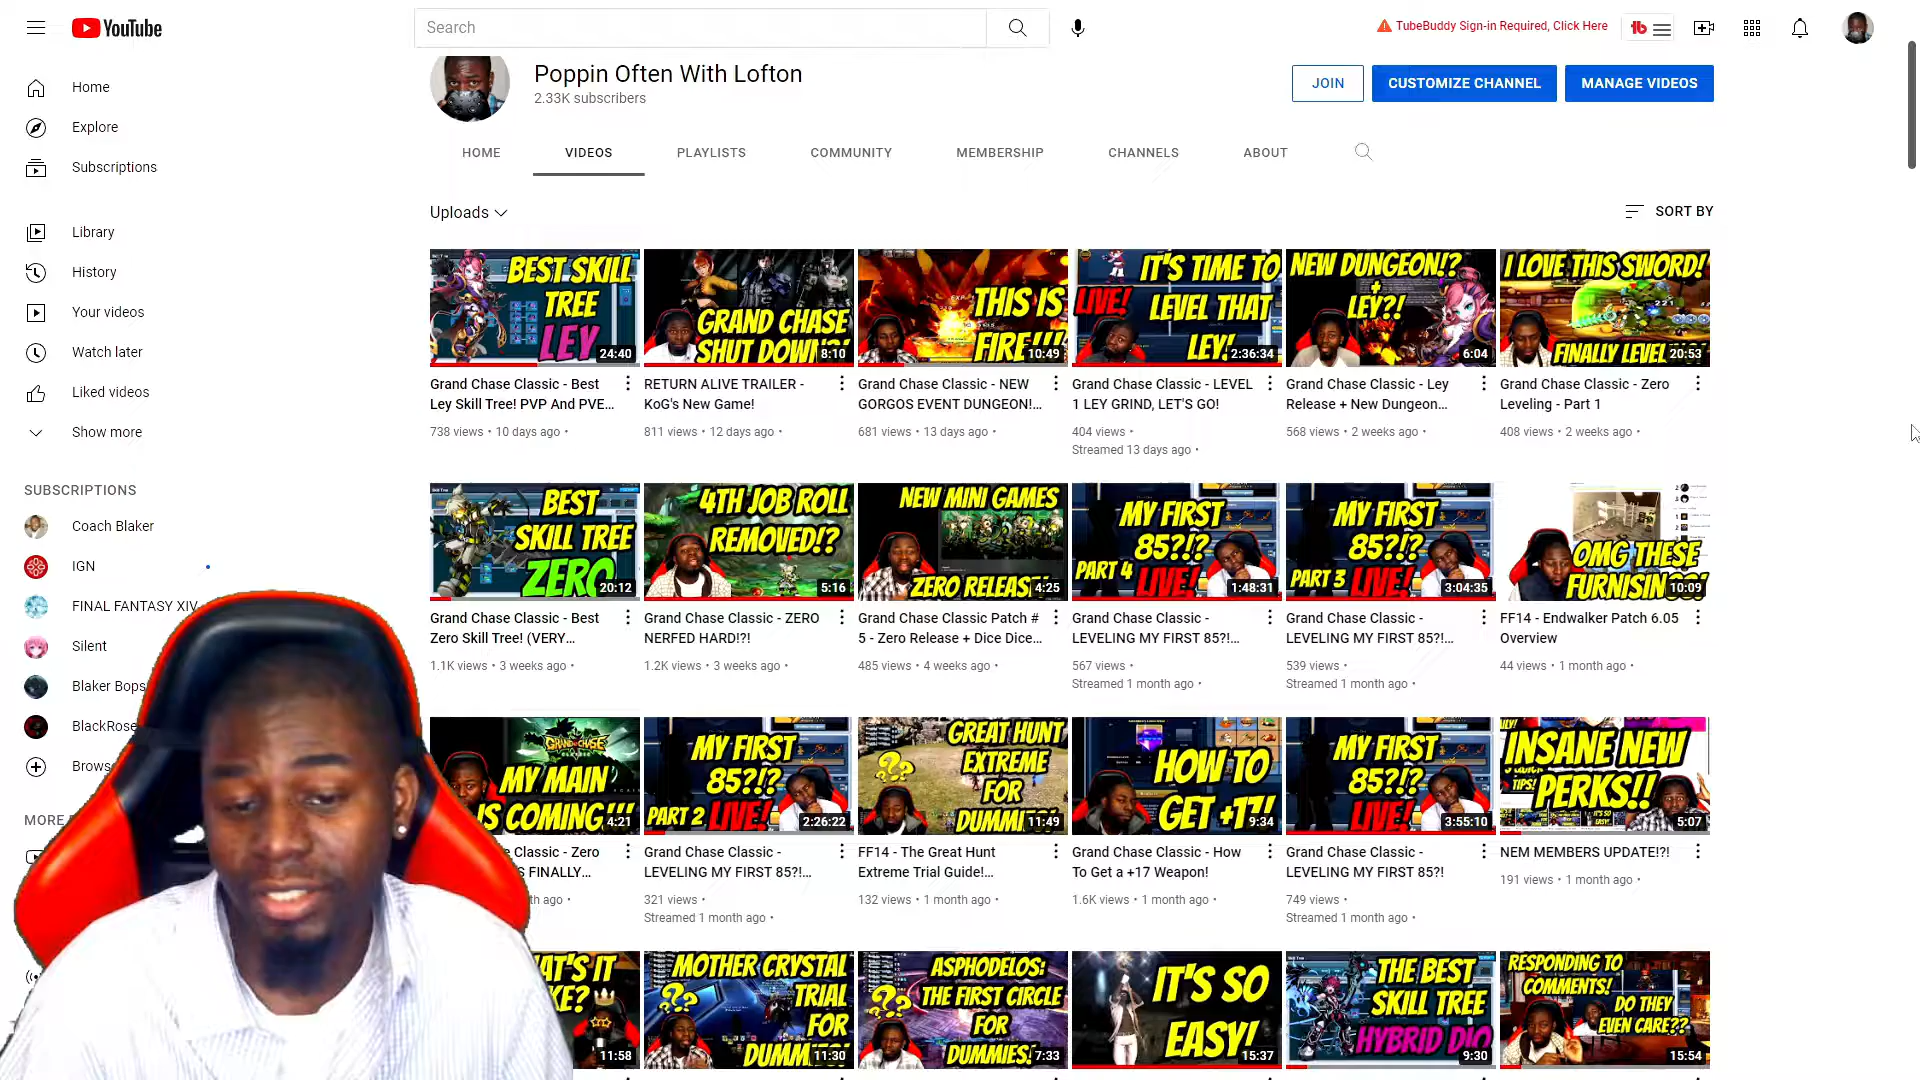 YouTube
Search
TubeBuddy Sign-in Required, Click Here
Home
Explore
Subscriptions
Library
History
Your videos
Watch later
Liked videos
Show more
SUBSCRIPTIONS
Coach Blaker
IGN
FINAL FANTASY XIV
Silent
Blaker Bops
BlackRose
Brows
MORE
Poppin Often With Lofton
2.33K subscribers
JOIN
CUSTOMIZE CHANNEL
MANAGE VIDEOS
HOME
VIDEOS
PLAYLISTS
COMMUNITY
MEMBERSHIP
CHANNELS
ABOUT
Uploads
SORT BY
BEST SKILL
TREE
LEY
24:40
Grand Chase Classic - Best
Ley Skill Tree! PVP And PVE...
738 views • 10 days ago •
GRAND CHASE
SHUT DOWN?!
8:10
RETURN ALIVE TRAILER -
KoG's New Game!
811 views • 12 days ago •
THIS IS
FIRE!!!
10:49
Grand Chase Classic - NEW
GORGOS EVENT DUNGEON!...
681 views • 13 days ago •
IT'S TIME TO
LIVE!
LEVEL THAT
LEY!
2:36:34
Grand Chase Classic - LEVEL
1 LEY GRIND, LET'S GO!
404 views •
Streamed 13 days ago •
NEW DUNGEON!?
+
LEY?!
6:04
Grand Chase Classic - Ley
Release + New Dungeon...
568 views • 2 weeks ago •
I LOVE THIS SWORD!
FINALLY LEVEL
20:53
Grand Chase Classic - Zero
Leveling - Part 1
408 views • 2 weeks ago •
BEST
SKILL TREE
ZERO
20:12
Grand Chase Classic - Best
Zero Skill Tree! (VERY...
1.1K views • 3 weeks ago •
4TH JOB ROLL
REMOVED!?
5:16
Grand Chase Classic - ZERO
NERFED HARD!?!
1.2K views • 3 weeks ago •
NEW MINI GAMES
ZERO RELEAS
4:25
Grand Chase Classic Patch #
5 - Zero Release + Dice Dice...
485 views • 4 weeks ago •
MY FIRST
85?!?
PART 4 LIVE!
1:48:31
Grand Chase Classic -
LEVELING MY FIRST 85?!...
567 views •
Streamed 1 month ago •
MY FIRST
85?!?
PART 3 LIVE!
3:04:35
Grand Chase Classic -
LEVELING MY FIRST 85?!...
539 views •
Streamed 1 month ago •
OMG THESE
FURNISIN
10:09
FF14 - Endwalker Patch 6.05
Overview
44 views • 1 month ago •
GRAND CHASE
MY MAIN
IS COMING!!!
4:21
e Classic - Zero
S FINALLY...
th ago •
MY FIRST
85?!?
PART 2 LIVE!
2:26:22
Grand Chase Classic -
LEVELING MY FIRST 85?!...
321 views •
Streamed 1 month ago •
GREAT HUNT
EXTREME
??
FOR
DUMMI
11:49
FF14 - The Great Hunt
Extreme Trial Guide!...
132 views • 1 month ago •
HOW TO
GET +17!
9:34
Grand Chase Classic - How
To Get a +17 Weapon!
1.6K views • 1 month ago •
MY FIRST
85?!?
LIVE!
3:55:10
Grand Chase Classic -
LEVELING MY FIRST 85?!
749 views •
Streamed 1 month ago •
TIPS!
INSANE NEW
PERKS!!
5:07
NEM MEMBERS UPDATE!?!
191 views • 1 month ago •
AT'S IT
KE?
11:58
MOTHER CRYSTAL
??
TRIAL
FOR
DUMM
11:30
ASPHODELOS:
THE FIRST CIRCLE
??
FOR
DUMMIES!
7:33
IT'S SO
EASY!
15:37
THE BEST
SKILL TREE
HYBRID DIO
9:30
RESPONDING TO
COMMENTS!
DO THEY
EVEN CARE??
15:54